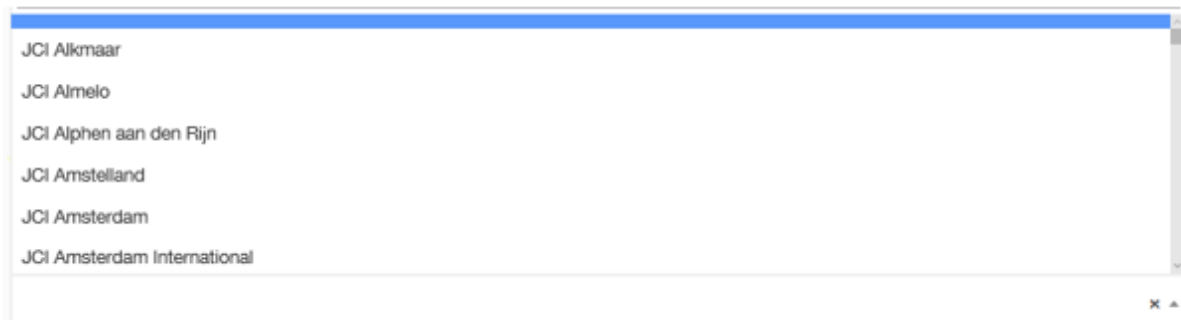 JCI Alkmaar
JCI Almelo
JCI Alphen aan den Rijn
JCI Amstelland
JCI Amsterdam
JCI Amsterdam International